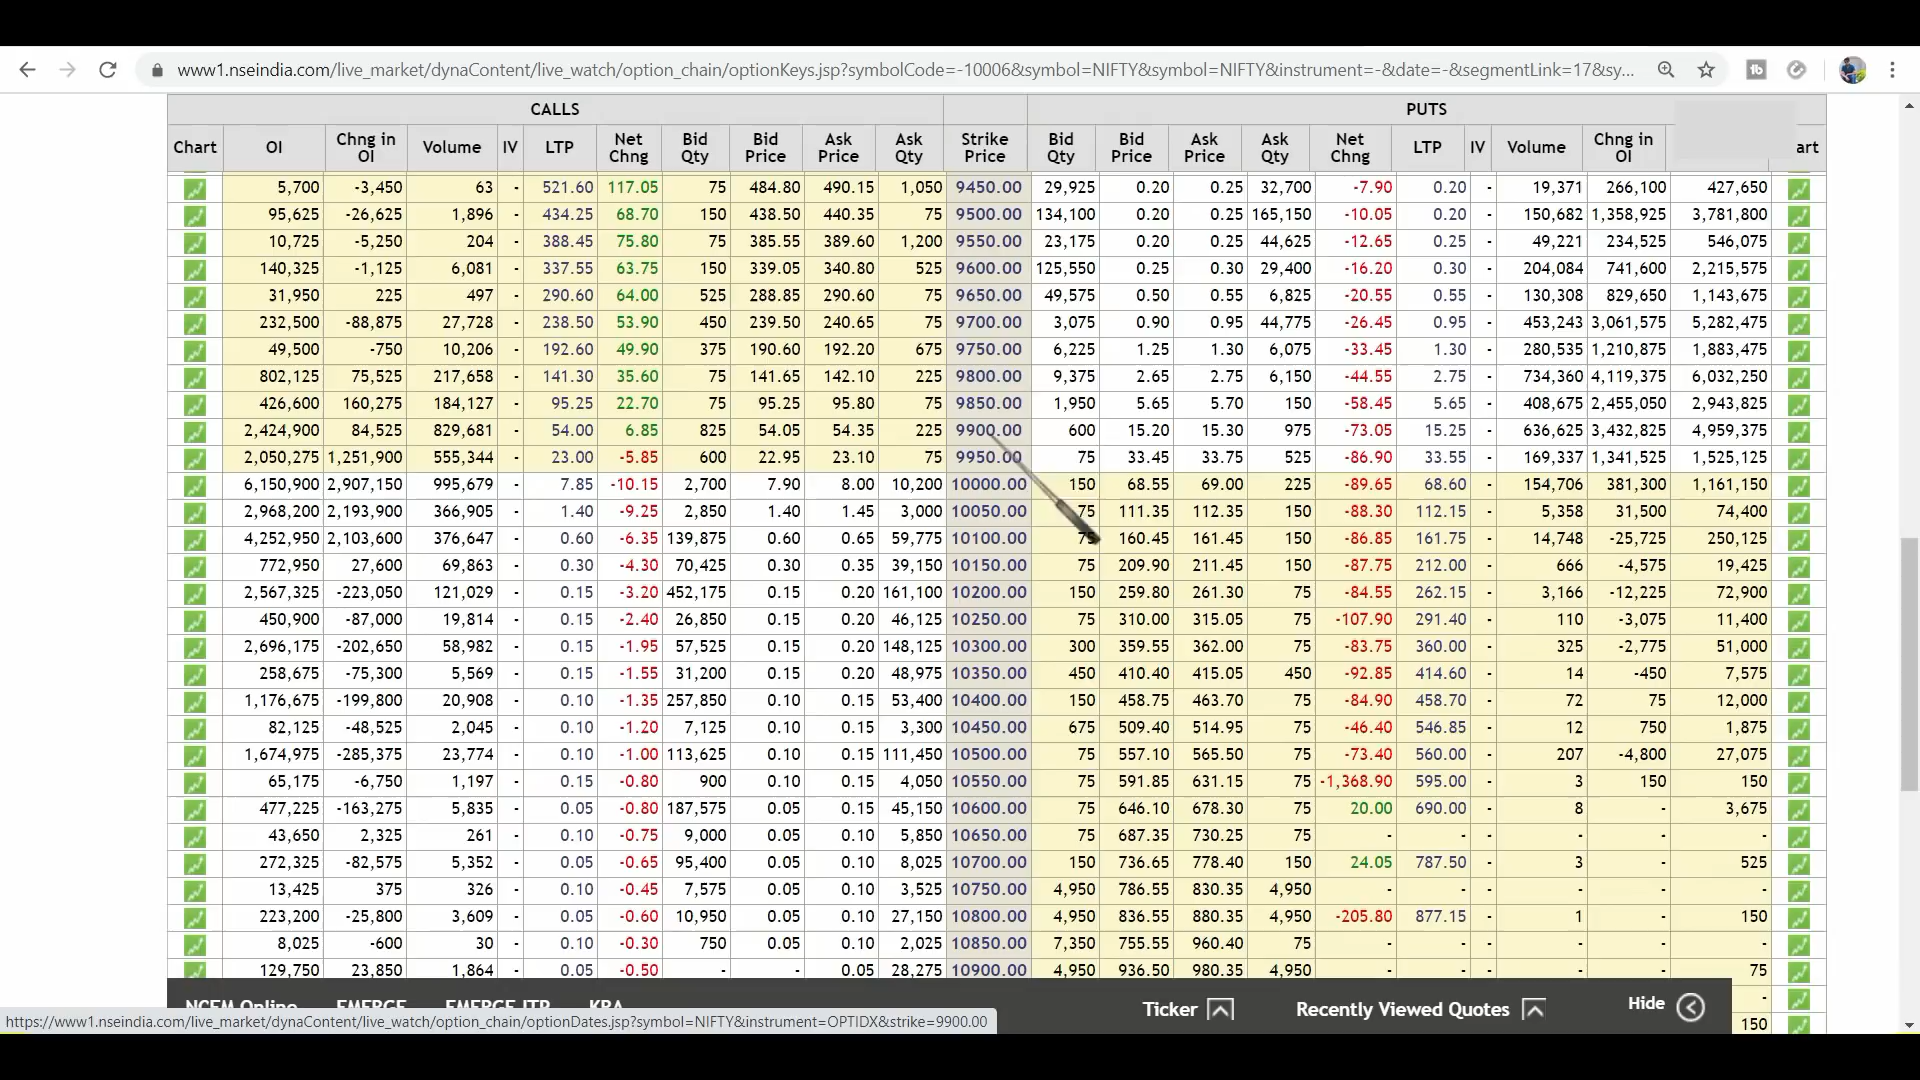 www1.nseindia.com/live_market/dynaContent/live_watch/option_chain/optionKeys.jsp?symbolCode=-10006&symbol=NIFTY&symbol=NIFTY&instrument=-&date=-&segmentLink=17&sy...
CALLS PUTS
Chart OI Chng in OI Volume IV LTP Net Chng Bid Qty Bid Price Ask Price Ask Qty Strike Price Bid Qty Bid Price Ask Price Ask Qty Net Chng LTP IV Volume Chng in OI art
5,700 -3,450 63 - 521.60 117.05 75 484.80 490.15 1,050 9450.00 29,925 0.20 0.25 32,700 -7.90 0.20 - 19,371 266,100 427,650
95,625 -26,625 1,896 - 434.25 68.70 150 438.50 440.35 75 9500.00 134,100 0.20 0.25 165,150 -10.05 0.20 - 150,682 1,358,925 3,781,800
10,725 -5,250 204 - 388.45 75.80 75 385.55 389.60 1,200 9550.00 23,175 0.20 0.25 44,625 -12.65 0.25 - 49,221 234,525 546,075
140,325 -1,125 6,081 - 337.55 63.75 150 339.05 340.80 525 9600.00 125,550 0.25 0.30 29,400 -16.20 0.30 - 204,084 741,600 2,215,575
31,950 225 497 - 290.60 64.00 525 288.85 290.60 75 9650.00 49,575 0.50 0.55 6,825 -20.55 0.55 - 130,308 829,650 1,143,675
232,500 -88,875 27,728 - 238.50 53.90 450 239.50 240.65 75 9700.00 3,075 0.90 0.95 44,775 -26.45 0.95 - 453,243 3,061,575 5,282,475
49,500 -750 10,206 - 192.60 49.90 375 190.60 192.20 675 9750.00 6,225 1.25 1.30 6,075 -33.45 1.30 - 280,535 1,210,875 1,883,475
802,125 75,525 217,658 - 141.30 35.60 75 141.65 142.10 225 9800.00 9,375 2.65 2.75 6,150 -44.55 2.75 - 734,360 4,119,375 6,032,250
426,600 160,275 184,127 - 95.25 22.70 75 95.25 95.80 75 9850.00 1,950 5.65 5.70 150 -58.45 5.65 - 408,675 2,455,050 2,943,825
2,424,900 84,525 829,681 - 54.00 6.85 825 54.05 54.35 225 9900.00 600 15.20 15.30 975 -73.05 15.25 - 636,625 3,432,825 4,959,375
2,050,275 1,251,900 555,344 - 23.00 -5.85 600 22.95 23.10 75 9950.00 75 33.45 33.75 525 -86.90 33.55 - 169,337 1,341,525 1,525,125
6,150,900 2,907,150 995,679 - 7.85 -10.15 2,700 7.90 8.00 10,200 10000.00 150 68.55 69.00 225 -89.65 68.60 - 154,706 381,300 1,161,150
2,968,200 2,193,900 366,905 - 1.40 -9.25 2,850 1.40 1.45 3,000 10050.00 75 111.35 112.35 150 -88.30 112.15 - 5,358 31,500 74,400
4,252,950 2,103,600 376,647 - 0.60 -6.35 139,875 0.60 0.65 59,775 10100.00 75 160.45 161.45 150 -86.85 161.75 - 14,748 -25,725 250,125
772,950 27,600 69,863 - 0.30 -4.30 70,425 0.30 0.35 39,150 10150.00 75 209.90 211.45 150 -87.75 212.00 - 666 -4,575 19,425
2,567,325 -223,050 121,029 - 0.15 -3.20 452,175 0.15 0.20 161,100 10200.00 150 259.80 261.30 75 -84.55 262.15 - 3,166 -12,225 72,900
450,900 -87,000 19,814 - 0.15 -2.40 26,850 0.15 0.20 46,125 10250.00 75 310.00 315.05 75 -107.90 291.40 - 110 -3,075 11,400
2,696,175 -202,650 58,982 - 0.15 -1.95 57,525 0.15 0.20 148,125 10300.00 300 359.55 362.00 75 -83.75 360.00 - 325 -2,775 51,000
258,675 -75,300 5,569 - 0.15 -1.55 31,200 0.15 0.20 48,975 10350.00 450 410.40 415.05 450 -92.85 414.60 - 14 -450 7,575
1,176,675 -199,800 20,908 - 0.10 -1.35 257,850 0.10 0.15 53,400 10400.00 150 458.75 463.70 75 -84.90 458.70 - 72 75 12,000
82,125 -48,525 2,045 - 0.10 -1.20 7,125 0.10 0.15 3,300 10450.00 675 509.40 514.95 75 -46.40 546.85 - 12 750 1,875
1,674,975 -285,375 23,774 - 0.10 -1.00 113,625 0.10 0.15 111,450 10500.00 75 557.10 565.50 75 -73.40 560.00 - 207 -4,800 27,075
65,175 -6,750 1,197 - 0.15 -0.80 900 0.10 0.15 4,050 10550.00 75 591.85 631.15 75 -1,368.90 595.00 - 3 150 150
477,225 -163,275 5,835 - 0.05 -0.80 187,575 0.05 0.15 45,150 10600.00 75 646.10 678.30 75 20.00 690.00 - 8 - 3,675
43,650 2,325 261 - 0.10 -0.75 9,000 0.05 0.10 5,850 10650.00 75 687.35 730.25 75 - - - - - -
272,325 -82,575 5,352 - 0.05 -0.65 95,400 0.05 0.10 8,025 10700.00 150 736.65 778.40 150 24.05 787.50 - 3 - 525
13,425 375 326 - 0.10 -0.45 7,575 0.05 0.10 3,525 10750.00 4,950 786.55 830.35 4,950 - - - - - -
223,200 -25,800 3,609 - 0.05 -0.60 10,950 0.05 0.10 27,150 10800.00 4,950 836.55 880.35 4,950 -205.80 877.15 - 1 - 150
8,025 -600 30 - 0.10 -0.30 750 0.05 0.10 2,025 10850.00 7,350 755.55 960.40 75 - - - - - -
129,750 23,850 1,864 - 0.05 -0.50 - - 0.05 28,275 10900.00 4,950 936.50 980.35 4,950 - - - - - 75
-
NCFM Online EMERGE EMERGE ITP KRA Ticker Recently Viewed Quotes Hide
https://www1.nseindia.com/live_market/dynaContent/live_watch/option_chain/optionDates.jsp?symbol=NIFTY&instrument=OPTIDX&strike=9900.00
150